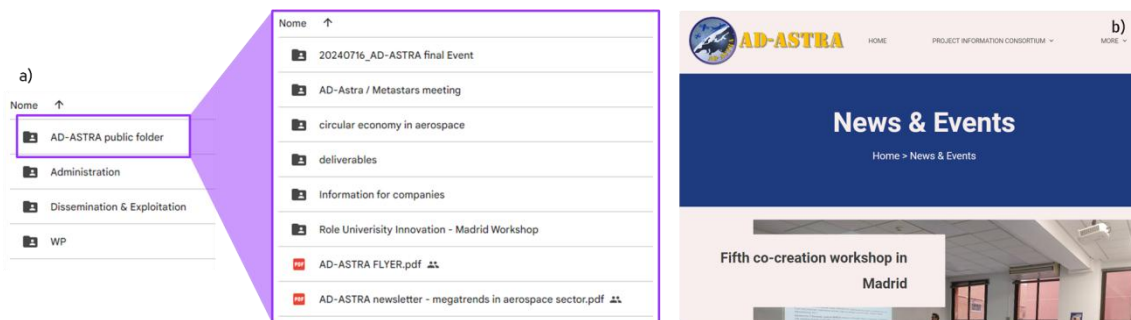 a)
Nome ↑
AD-ASTRA public folder
Administration
Dissemination & Exploitation
WP
Nome ↑
20240716_AD-ASTRA final Event
AD-Astra / Metastars meeting
circular economy in aerospace
deliverables
Information for companies
Role Univerisity Innovation - Madrid Workshop
PDF AD-ASTRA FLYER.pdf
PDF AD-ASTRA newsletter - megatrends in aerospace sector.pdf
b)
AD-ASTRA
HOME PROJECT INFORMATION CONSORTIUM MORE
News & Events
Home > News & Events
Fifth co-creation workshop in
Madrid